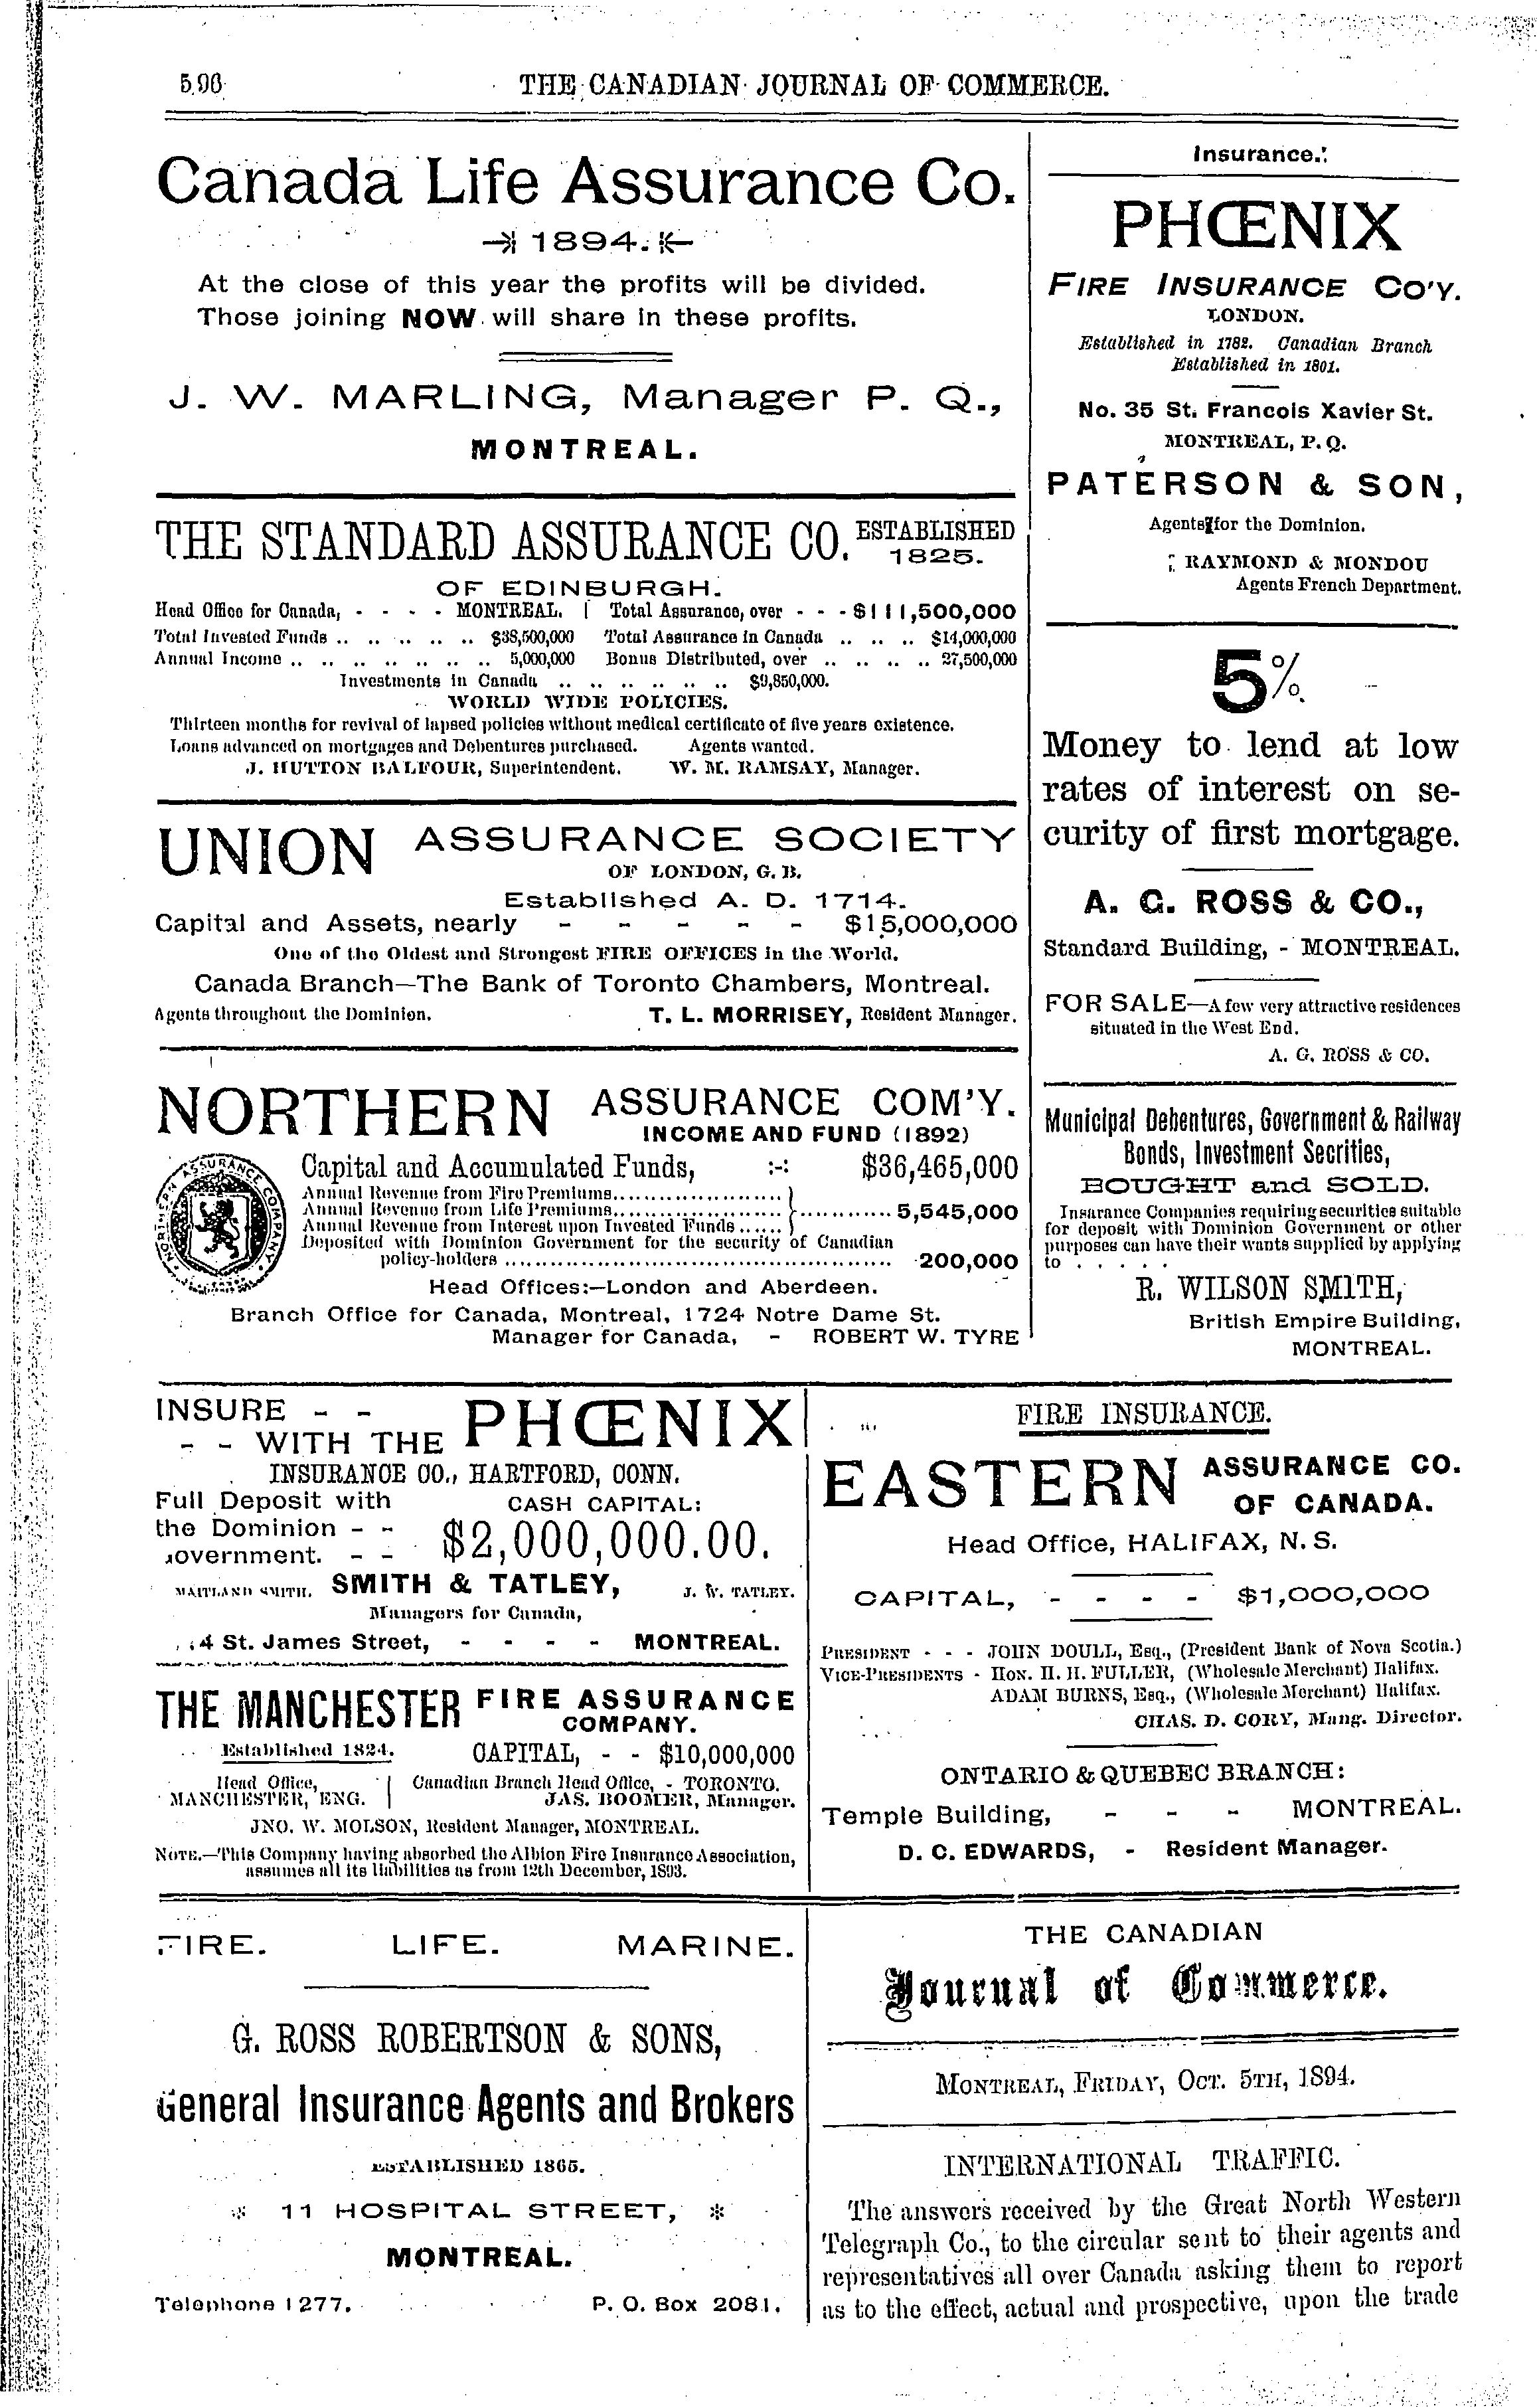 590
THE CANADIAN JOURNAL OF COMMERCE.
Canada Life Assurance Co.
1894.
At the close of this year the profits will be divided.
Those joining NOW will share in these profits.
J. W. MARLING, Manager P. Q.,
MONTREAL.
THE STANDARD ASSURANCE CO. ESTABLISHED
1825.
OF EDINBURGH.
Head Office for Canada, - - - - MONTREAL. | Total Assurance, over - - - $111,500,000
Total Invested Funds .. .. .. .. .. .. $38,500,000 Total Assurance in Canada .. .. .. $14,000,000
Annual Income .. .. .. .. .. .. .. .. 5,000,000 Bonus Distributed, over .. .. .. .. .. 27,500,000
Investments in Canada .. .. .. .. .. .. $9,850,000.
WORLD WIDE POLICIES.
Thirteen months for revival of lapsed policies without medical certificate of five years existence.
Loans advanced on mortgages and Debentures purchased. Agents wanted.
J. HUTTON BALFOUR, Superintendent. W. M. RAMSAY, Manager.
UNION ASSURANCE SOCIETY
OF LONDON, G. B.
Established A. D. 1714.
Capital and Assets, nearly - - - - - $15,000,000
One of the Oldest and Strongest FIRE OFFICES in the World.
Canada Branch—The Bank of Toronto Chambers, Montreal.
Agents throughout the Dominion. T. L. MORRISEY, Resident Manager.
NORTHERN ASSURANCE COM'Y.
INCOME AND FUND (1892)
NORTHERN ASSURANCE COMPANY
Capital and Accumulated Funds, :-: $36,465,000
Annual Revenue from Fire Premiums....................
Annual Revenue from Life Premiums.................... } ........... 5,545,000
Annual Revenue from Interest upon Invested Funds ......
Deposited with Dominion Government for the security of Canadian
policy-holders .............................................. 200,000
Head Offices:—London and Aberdeen.
Branch Office for Canada, Montreal, 1724 Notre Dame St.
Manager for Canada, - ROBERT W. TYRE
Insurance.
PHŒNIX
FIRE INSURANCE CO'Y.
LONDON.
Established in 1782. Canadian Branch
Established in 1801.
No. 35 St. Francois Xavier St.
MONTREAL, P. Q.
PATERSON & SON,
Agents for the Dominion.
RAYMOND & MONDOU
Agents French Department.
5%
Money to lend at low
rates of interest on se-
curity of first mortgage.
A. G. ROSS & CO.,
Standard Building, - MONTREAL.
FOR SALE—A few very attractive residences
situated in the West End.
A. G. ROSS & CO.
Municipal Debentures, Government & Railway
Bonds, Investment Secrities,
BOUGHT and SOLD.
Insurance Companies requiring securities suitable
for deposit with Dominion Government or other
purposes can have their wants supplied by applying
to . . . . .
R. WILSON SMITH,
British Empire Building,
MONTREAL.
INSURE - -
- - WITH THE PHŒNIX
INSURANCE CO., HARTFORD, CONN.
Full Deposit with CASH CAPITAL:
the Dominion - -
overnment. - - $2,000,000.00.
MAITLAND SMITH. SMITH & TATLEY, J. W. TATLEY.
Managers for Canada,
4 St. James Street, - - - - MONTREAL.
THE MANCHESTER FIRE ASSURANCE
COMPANY.
Established 1824. CAPITAL, - - $10,000,000
Head Office, | Canadian Branch Head Office, - TORONTO.
MANCHESTER, ENG. | JAS. BOOMER, Manager.
JNO. W. MOLSON, Resident Manager, MONTREAL.
NOTE.—This Company having absorbed the Albion Fire Insurance Association,
assumes all its liabilities as from 12th December, 1893.
FIRE INSURANCE.
EASTERN ASSURANCE CO.
OF CANADA.
Head Office, HALIFAX, N. S.
CAPITAL, - - - - $1,000,000
PRESIDENT - - - JOHN DOULL, Esq., (President Bank of Nova Scotia.)
VICE-PRESIDENTS - HON. H. H. FULLER, (Wholesale Merchant) Halifax.
ADAM BURNS, Esq., (Wholesale Merchant) Halifax.
CHAS. D. CORY, Mang. Director.
ONTARIO & QUEBEC BRANCH:
Temple Building, - - - MONTREAL.
D. C. EDWARDS, - Resident Manager.
FIRE. LIFE. MARINE.
G. ROSS ROBERTSON & SONS,
General Insurance Agents and Brokers
ESTABLISHED 1865.
11 HOSPITAL STREET,
MONTREAL.
Telephone 1277. P. O. Box 2081.
THE CANADIAN
Journal of Commerce.
MONTREAL, FRIDAY, OCT. 5TH, 1894.
INTERNATIONAL TRAFFIC.
The answers received by the Great North Western
Telegraph Co., to the circular sent to their agents and
representatives all over Canada asking them to report
as to the effect, actual and prospective, upon the trade